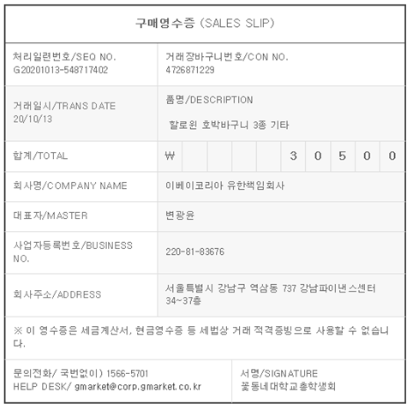 구매영수증 (SALES SLIP)
처리일련번호/SEQ NO.
G20201013-548717402
거래장바구니번호/CON NO.
4726871229
거래일시/TRANS DATE
20/10/13
품명/DESCRIPTION
할로윈 호박바구니 3종 기타
합계/TOTAL
₩ 3 0 5 0 0
회사명/COMPANY NAME
이베이코리아 유한책임회사
대표자/MASTER
변광윤
사업자등록번호/BUSINESS
NO.
220-81-83676
회사주소/ADDRESS
서울특별시 강남구 역삼동 737 강남파이낸스센터
34~37층
※ 이 영수증은 세금계산서, 현금영수증 등 세법상 거래 적격증빙으로 사용할 수 없습니
다.
문의전화/ 국번없이) 1566-5701
HELP DESK/ gmarket@corp.gmarket.co.kr
서명/SIGNATURE
꽃동네대학교총학생회